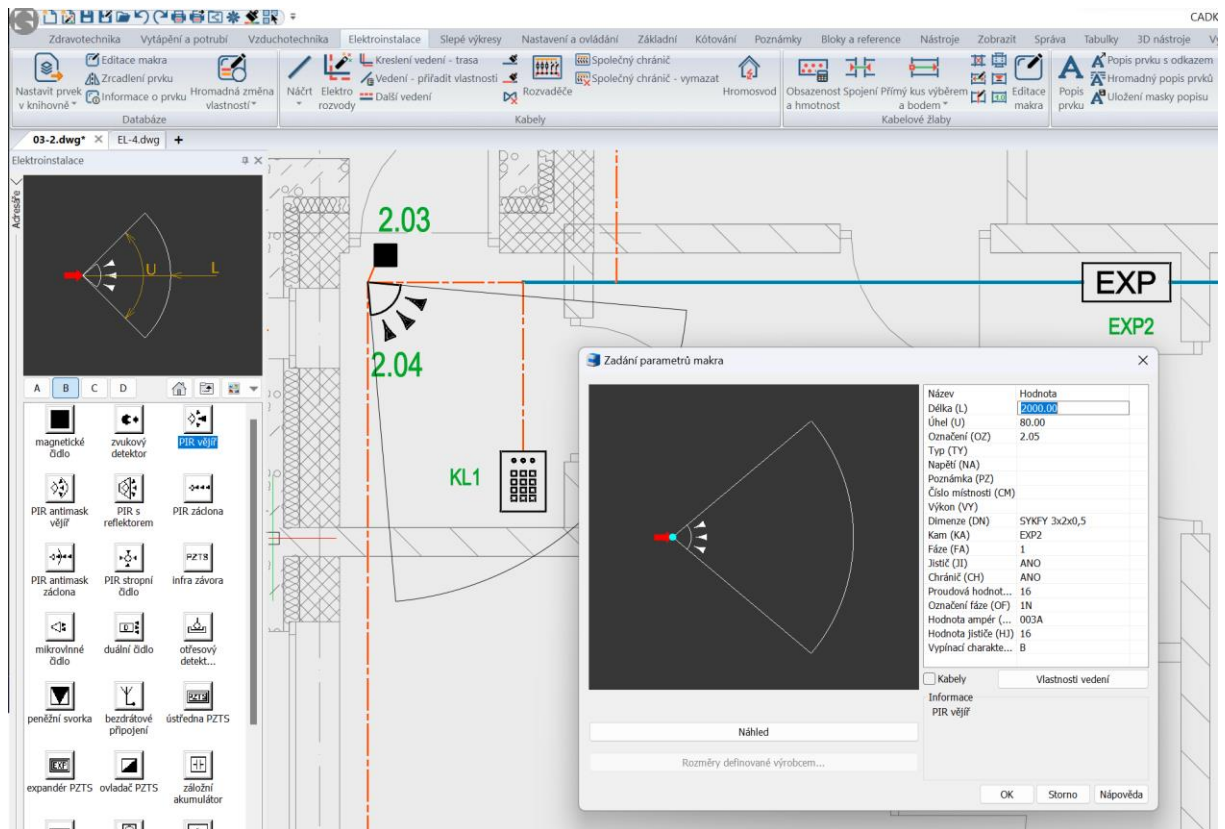 CADK
Zdravotechnika Vytápění a potrubí Vzduchotechnika Elektroinstalace Slepé výkresy Nastavení a ovládání Základní Kótování Poznámky Bloky a reference Nástroje Zobrazit Správa Tabulky 3D nástroje Vy
Nastavit prvek v knihovně
Editace makra
Zrcadlení prvku
Informace o prvku
Hromadná změna vlastností
Databáze
Náčrt
Elektro rozvody
Kreslení vedení - trasa
Vedení - přiřadit vlastnosti
Další vedení
Rozvaděče
Společný chránič
Společný chránič - vymazat
Hromosvod
Kabely
Obsazenost a hmotnost
Spojení
Přímý kus výběrem a bodem
Editace makra
Kabelové žlaby
Popis prvku
Popis prvku s odkazem
Hromadný popis prvků
Uložení masky popisu
03-2.dwg*
EL-4.dwg
Elektroinstalace
Adresáře
U
L
A B C D
magnetické čidlo
zvukový detektor
PIR vějíř
PIR antimask vějíř
PIR s reflektorem
PIR záclona
PIR antimask záclona
PIR stropní čidlo
PZTS
infra závora
mikrovlnné čidlo
duální čidlo
otřesový detekt...
peněžní svorka
bezdrátové připojení
PZTS
ústředna PZTS
EXP
expandér PZTS
ovladač PZTS
záložní akumulátor
2.03
2.04
KL1
EXP
EXP2
Zadání parametrů makra
Název Hodnota
Délka (L) 2000.00
Úhel (U) 80.00
Označení (OZ) 2.05
Typ (TY)
Napětí (NA)
Poznámka (PZ)
Číslo místnosti (CM)
Výkon (VY)
Dimenze (DN) SYKFY 3x2x0,5
Kam (KA) EXP2
Fáze (FA) 1
Jistič (JI) ANO
Chránič (CH) ANO
Proudová hodnot... 16
Označení fáze (OF) 1N
Hodnota ampér (... 003A
Hodnota jističe (HJ) 16
Vypínací charakte... B
Kabely
Vlastnosti vedení
Informace
PIR vějíř
Náhled
Rozměry definované výrobcem...
OK
Storno
Nápověda